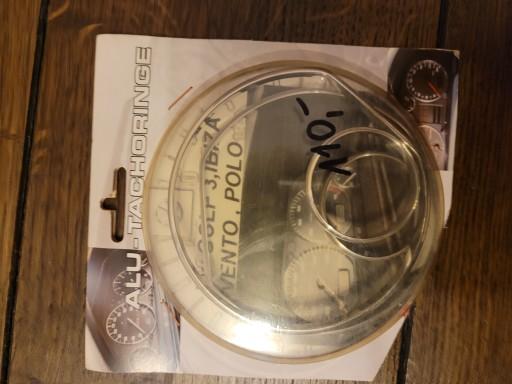 ALU-TACHORINGE
GOLF 3, IBIZA
VENTO, POLO
10,-